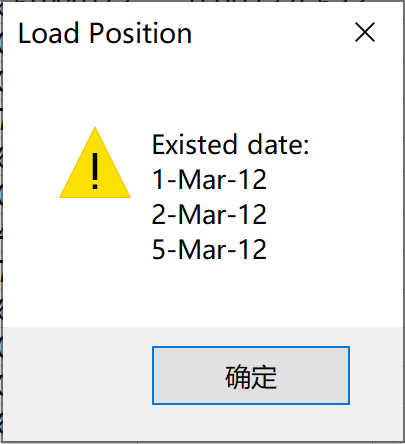 Load Position
Existed date:
1-Mar-12
2-Mar-12
5-Mar-12
确定